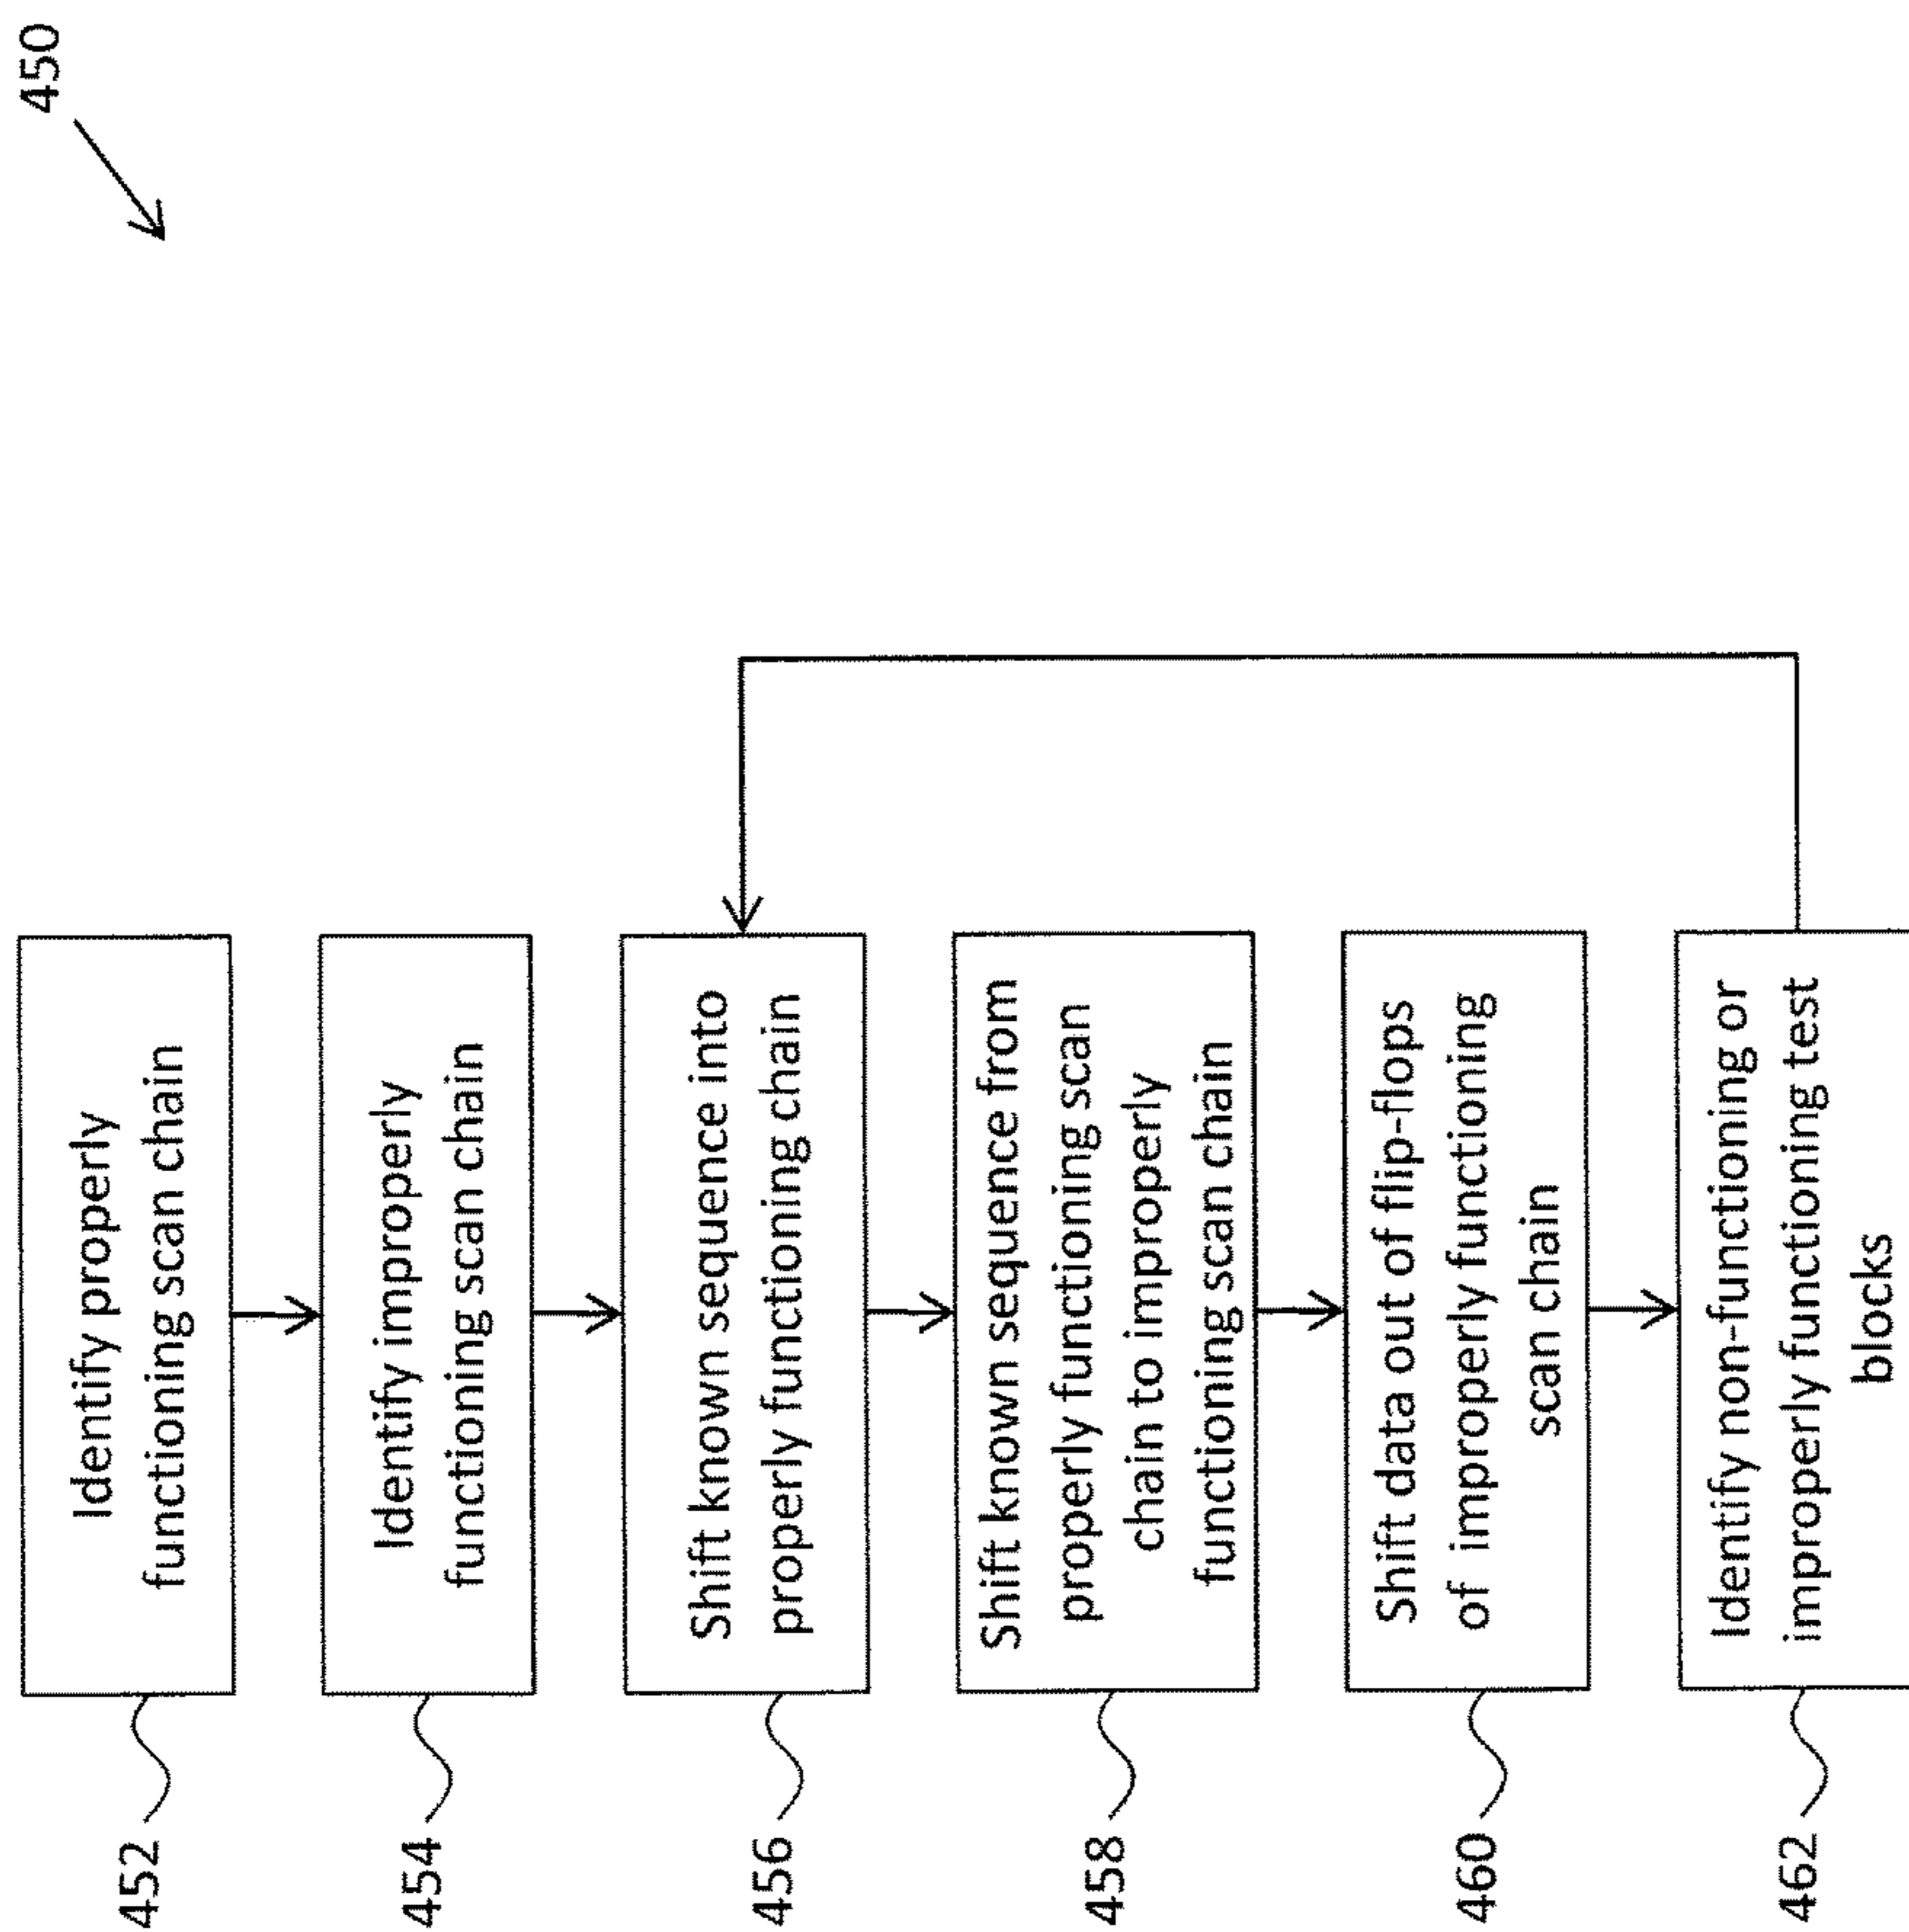 450
452
Identify properly
functioning scan chain
454
Identify improperly
functioning scan chain
456
Shift known sequence into
properly functioning chain
458
Shift known sequence from
properly functioning scan
chain to improperly
functioning scan chain
460
Shift data out of flip-flops
of improperly functioning
scan chain
462
Identify non-functioning or
improperly functioning test
blocks